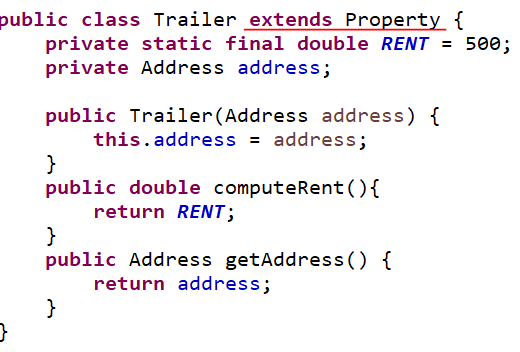 public class Trailer extends Property {
    private static final double RENT = 500;
    private Address address;

    public Trailer(Address address) {
        this.address = address;
    }
    public double computeRent(){
        return RENT;
    }
    public Address getAddress() {
        return address;
    }
}